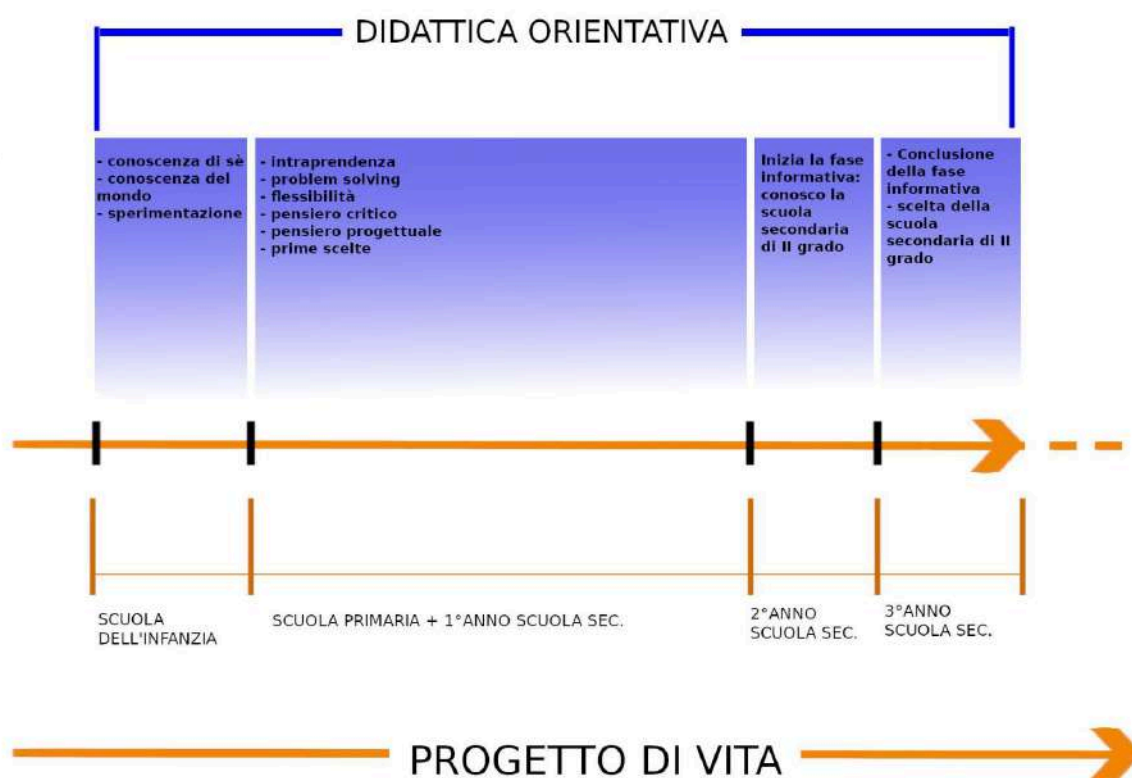 DIDATTICA ORIENTATIVA
- conoscenza di sè
- conoscenza del
mondo
- sperimentazione
- intraprendenza
- problem solving
- flessibilità
- pensiero critico
- pensiero progettuale
- prime scelte
Inizia la fase
informativa:
conosco la
scuola
secondaria
di II grado
- Conclusione
della fase
informativa
- scelta della
scuola
secondaria di II
grado
SCUOLA
DELL'INFANZIA
SCUOLA PRIMARIA + 1°ANNO SCUOLA SEC.
2°ANNO
SCUOLA SEC.
3°ANNO
SCUOLA SEC.
PROGETTO DI VITA